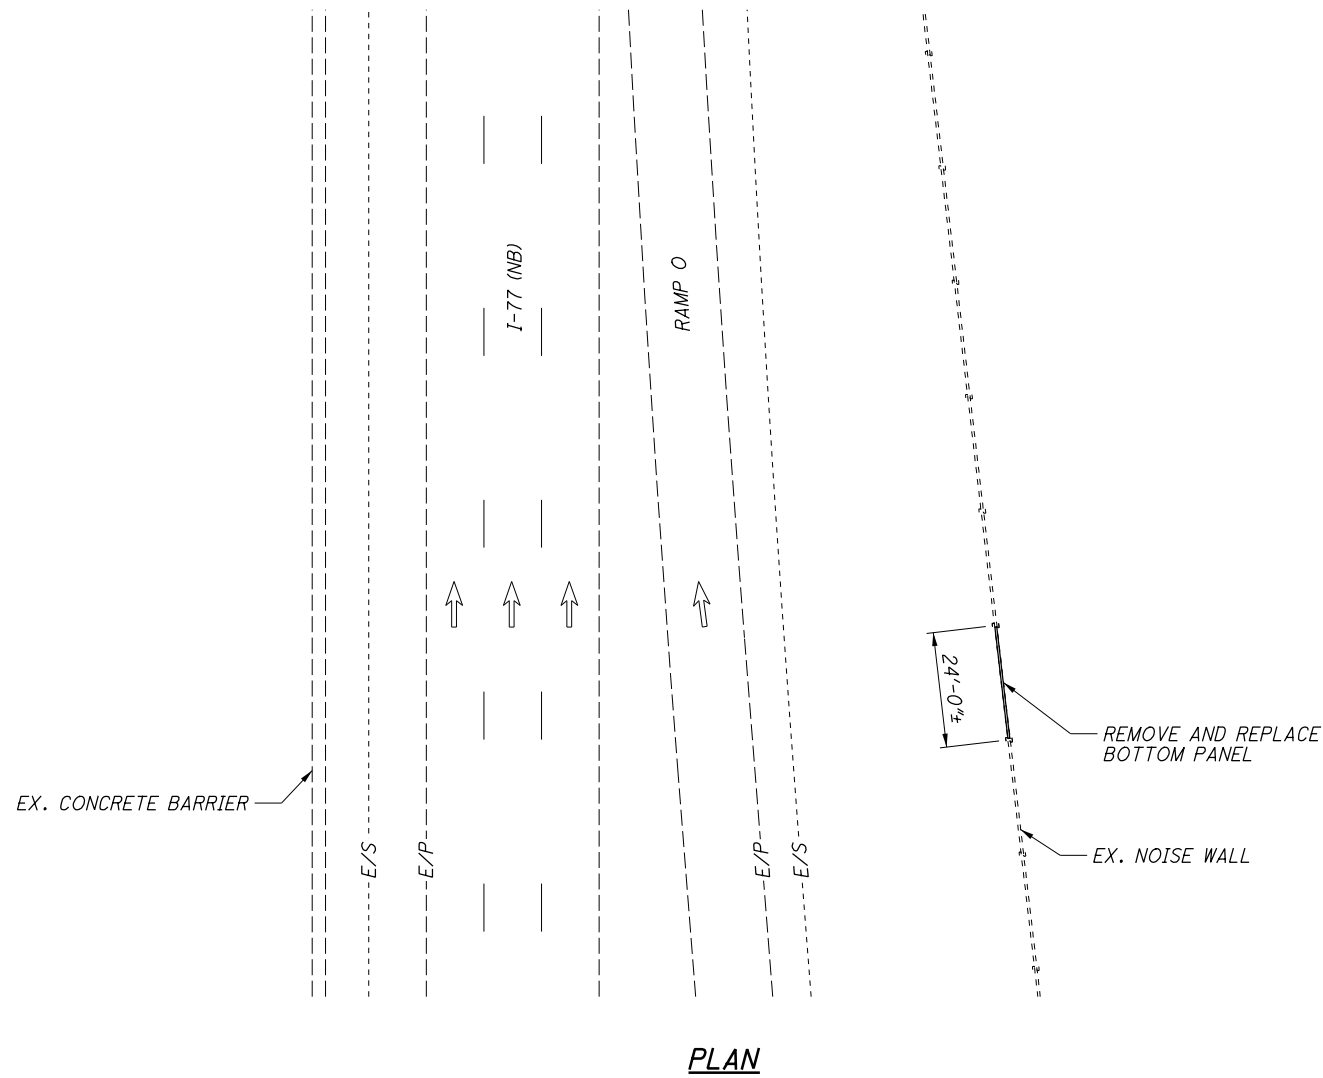 I-77 (NB)
RAMP O
24'-0"±
REMOVE AND REPLACE
BOTTOM PANEL
EX. CONCRETE BARRIER
E/S
E/P
E/P
E/S
EX. NOISE WALL
PLAN